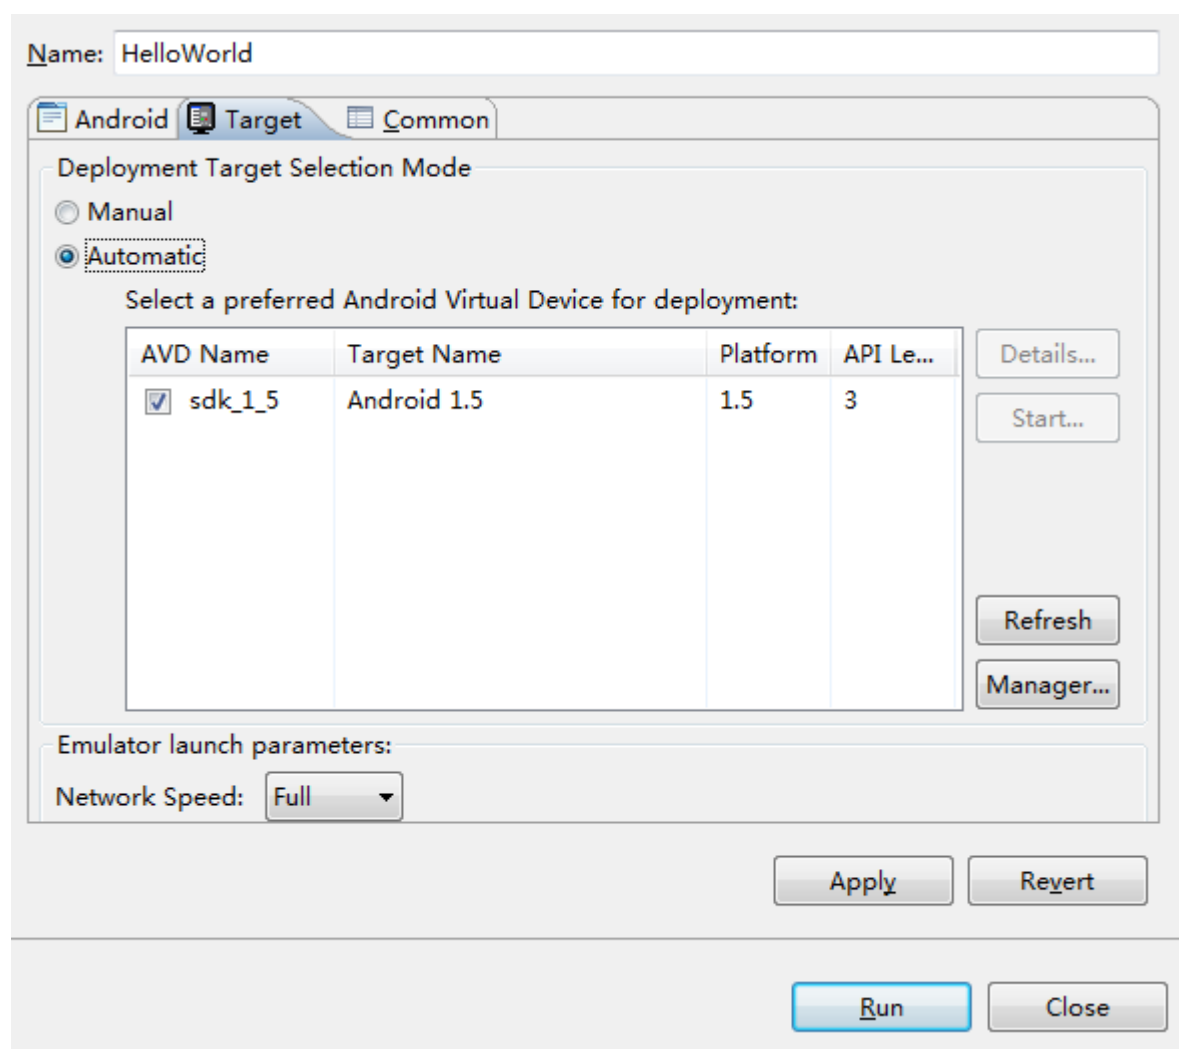 Name: HelloWorld
Android Target Common
Deployment Target Selection Mode
Manual
Automatic
Select a preferred Android Virtual Device for deployment:
AVD Name Target Name Platform API Le... Details...
sdk_1_5 Android 1.5 1.5 3
Start...
Refresh
Manager...
Emulator launch parameters:
Network Speed: Full
Apply Revert
Run Close